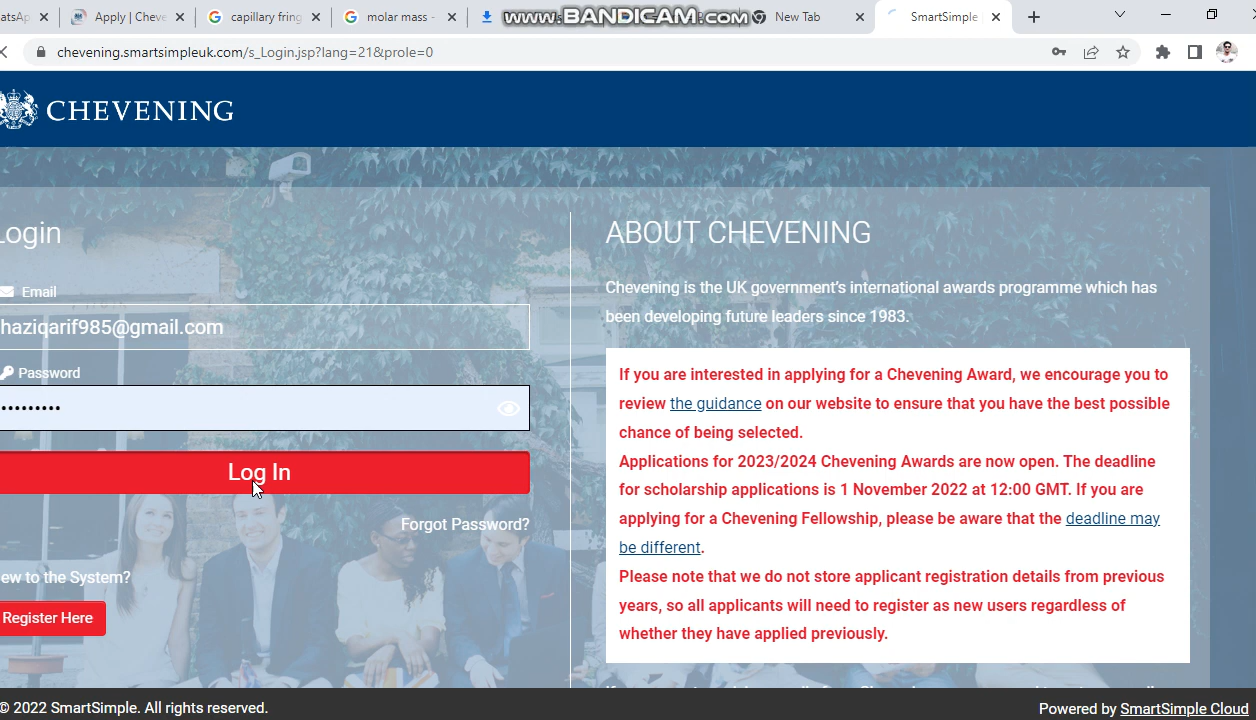 atsAp
Apply | Cheve
capillary fring
molar mass -
www.BANDICAM.com
New Tab
SmartSimple
chevening.smartsimpleuk.com/s_Login.jsp?lang=21&prole=0
CHEVENING
Login
Email
haziqarif985@gmail.com
Password
•••••••••
Log In
Forgot Password?
ew to the System?
Register Here
ABOUT CHEVENING
Chevening is the UK government's international awards programme which has
been developing future leaders since 1983.
If you are interested in applying for a Chevening Award, we encourage you to
review the guidance on our website to ensure that you have the best possible
chance of being selected.
Applications for 2023/2024 Chevening Awards are now open. The deadline
for scholarship applications is 1 November 2022 at 12:00 GMT. If you are
applying for a Chevening Fellowship, please be aware that the deadline may
be different.
Please note that we do not store applicant registration details from previous
years, so all applicants will need to register as new users regardless of
whether they have applied previously.
© 2022 SmartSimple. All rights reserved.
Powered by SmartSimple Cloud